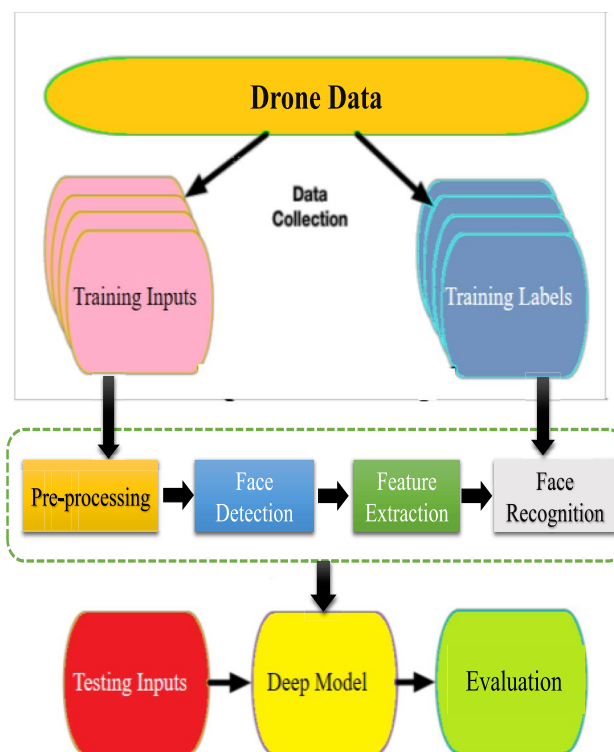 Drone Data
Data
Collection
Training Inputs
Training Labels
Pre-processing
Face
Detection
Feature
Extraction
Face
Recognition
Testing Inputs
Deep Model
Evaluation